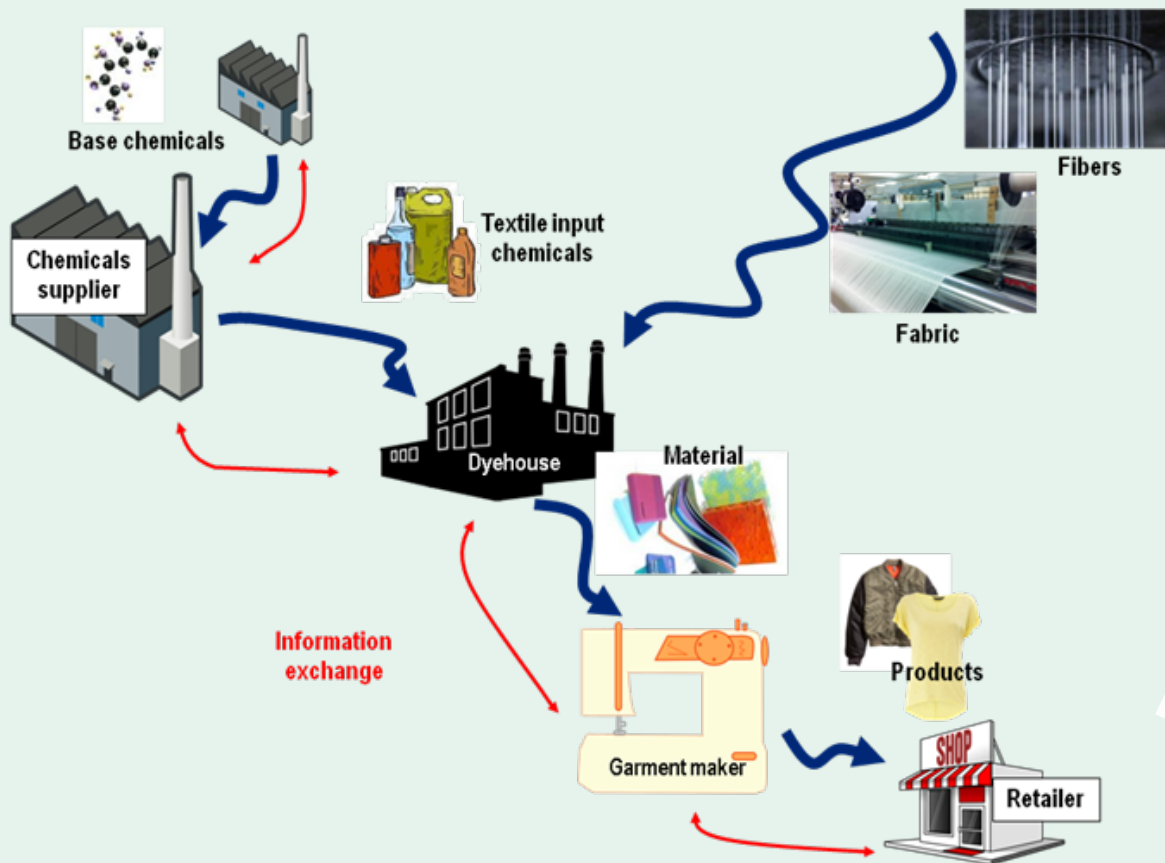 Base chemicals
Fibers
Chemicals
supplier
Textile input
chemicals
Fabric
Dyehouse
Material
Information
exchange
Products
Garment maker
SHOP
Retailer